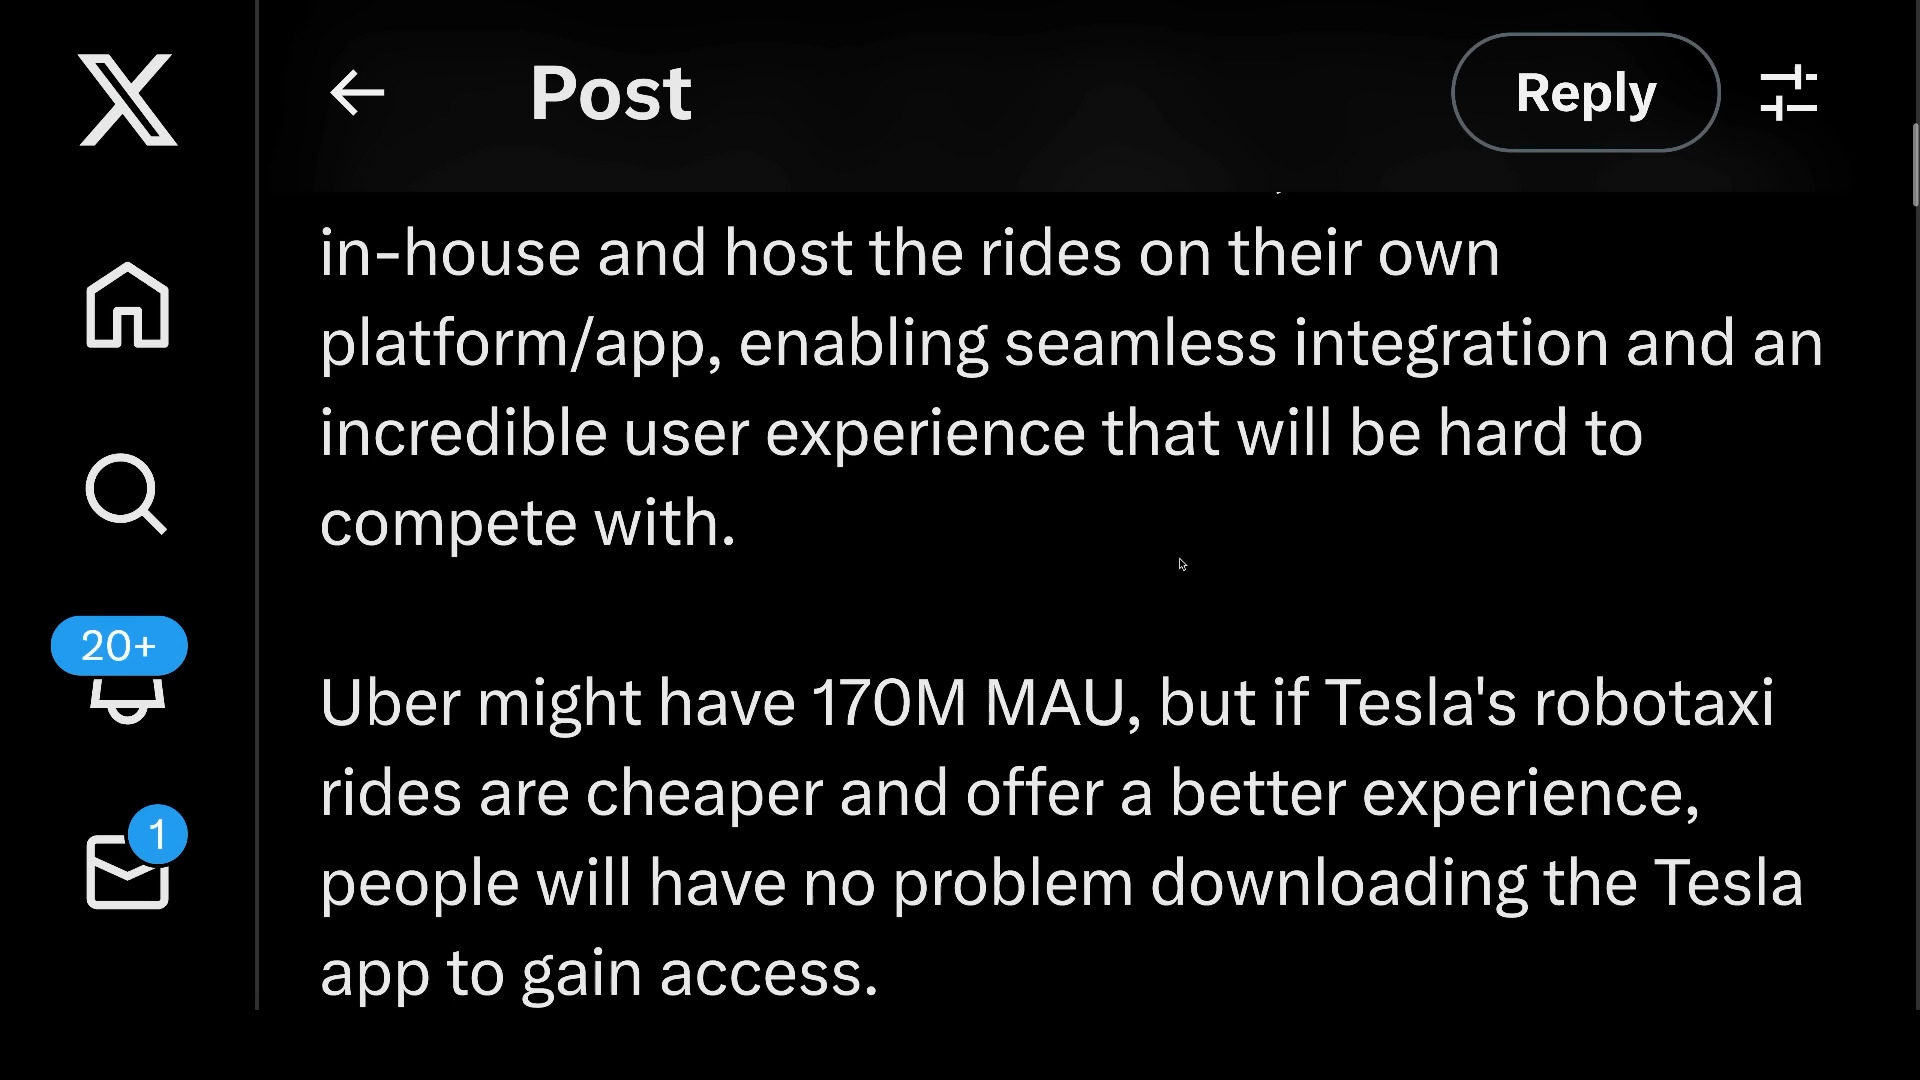 Post
Reply
in-house and host the rides on their own
platform/app, enabling seamless integration and an
incredible user experience that will be hard to
compete with.
20+
Uber might have 170M MAU, but if Tesla's robotaxi
rides are cheaper and offer a better experience,
1
people will have no problem downloading the Tesla
app to gain access.